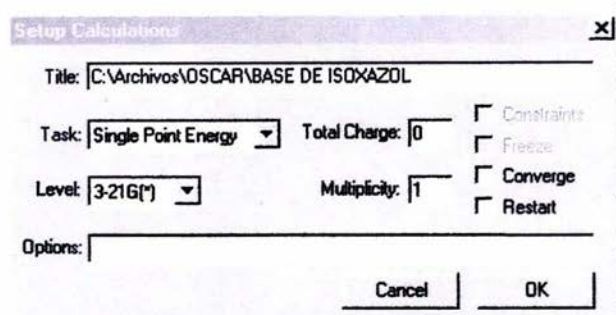 Setup Calculations
Title: C:\Archivos\OSCAR\BASE DE ISOXAZOL
Task: Single Point Energy Total Charge: 0 Constraints
Freeze
Level: 3-21G(*) Multiplicity: 1 Converge
Restart
Options:
Cancel OK